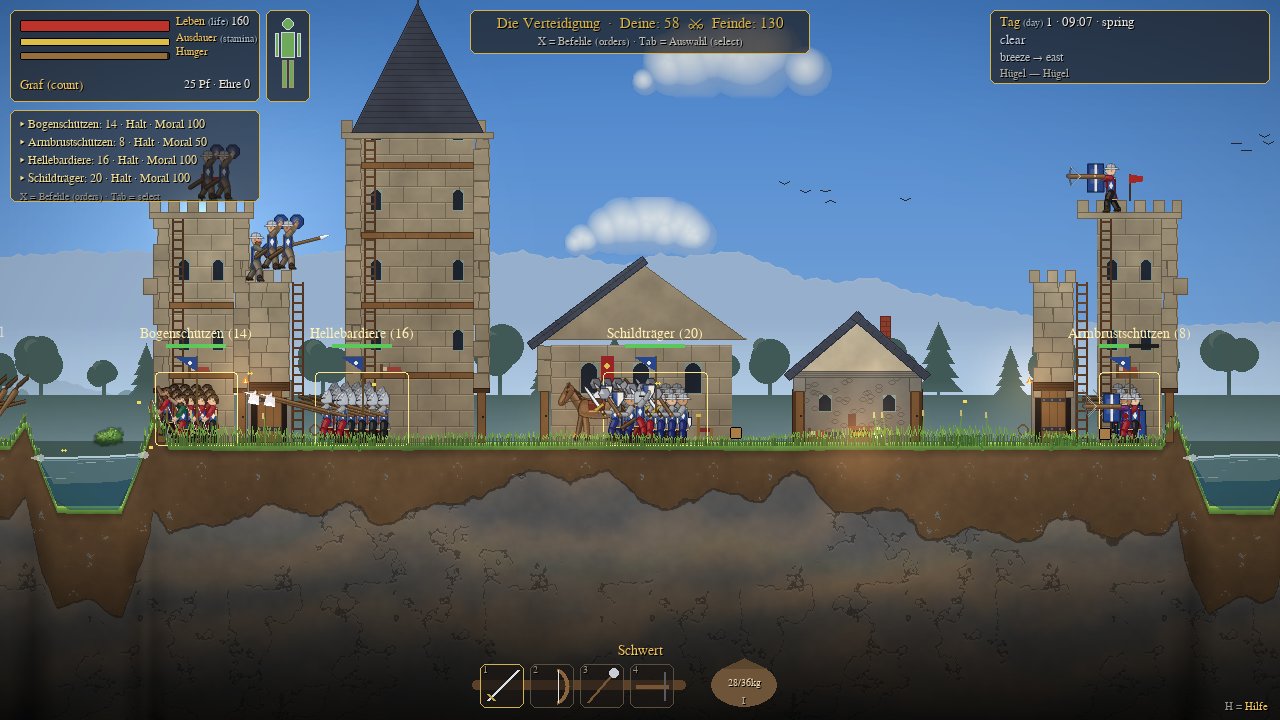 Leben (life) 160
Ausdauer (stamina)
Hunger
Graf (count) 25 Pf · Ehre 0
Die Verteidigung · Deine: 58 ⚔ Feinde: 130
X = Befehle (orders) · Tab = Auswahl (select)
Tag (day) 1 · 09:07 · spring
clear
breeze → east
Hügel — Hügel
▸ Bogenschützen: 14 · Halt · Moral 100
▸ Armbrustschützen: 8 · Halt · Moral 50
▸ Hellebardiere: 16 · Halt · Moral 100
▸ Schildträger: 20 · Halt · Moral 100
X = Befehle (orders) · Tab = select
Bogenschützen (14)
Hellebardiere (16)
Schildträger (20)
Armbrustschützen (8)
Schwert
1
2
3
4
28/36kg
I
H = Hilfe